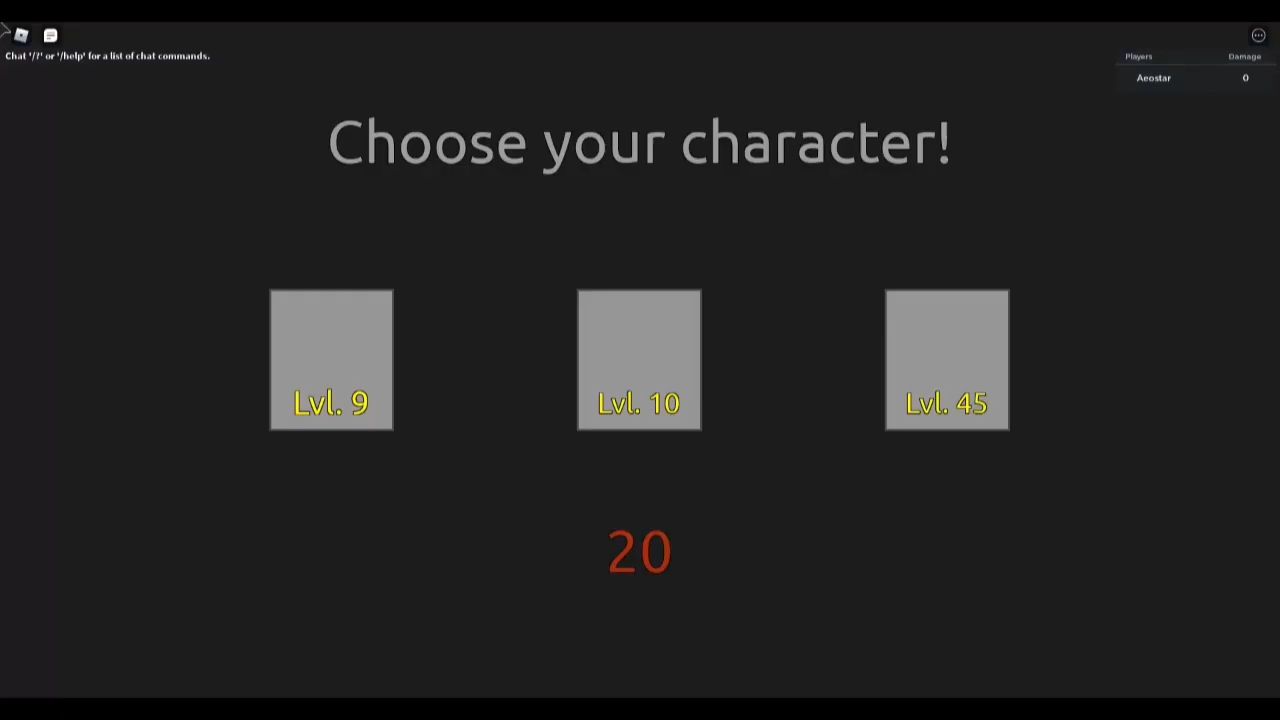 Chat '/?' or '/help' for a list of chat commands.
Players Damage
Aeostar 0
Choose your character!
Lvl. 9
Lvl. 10
Lvl. 45
20